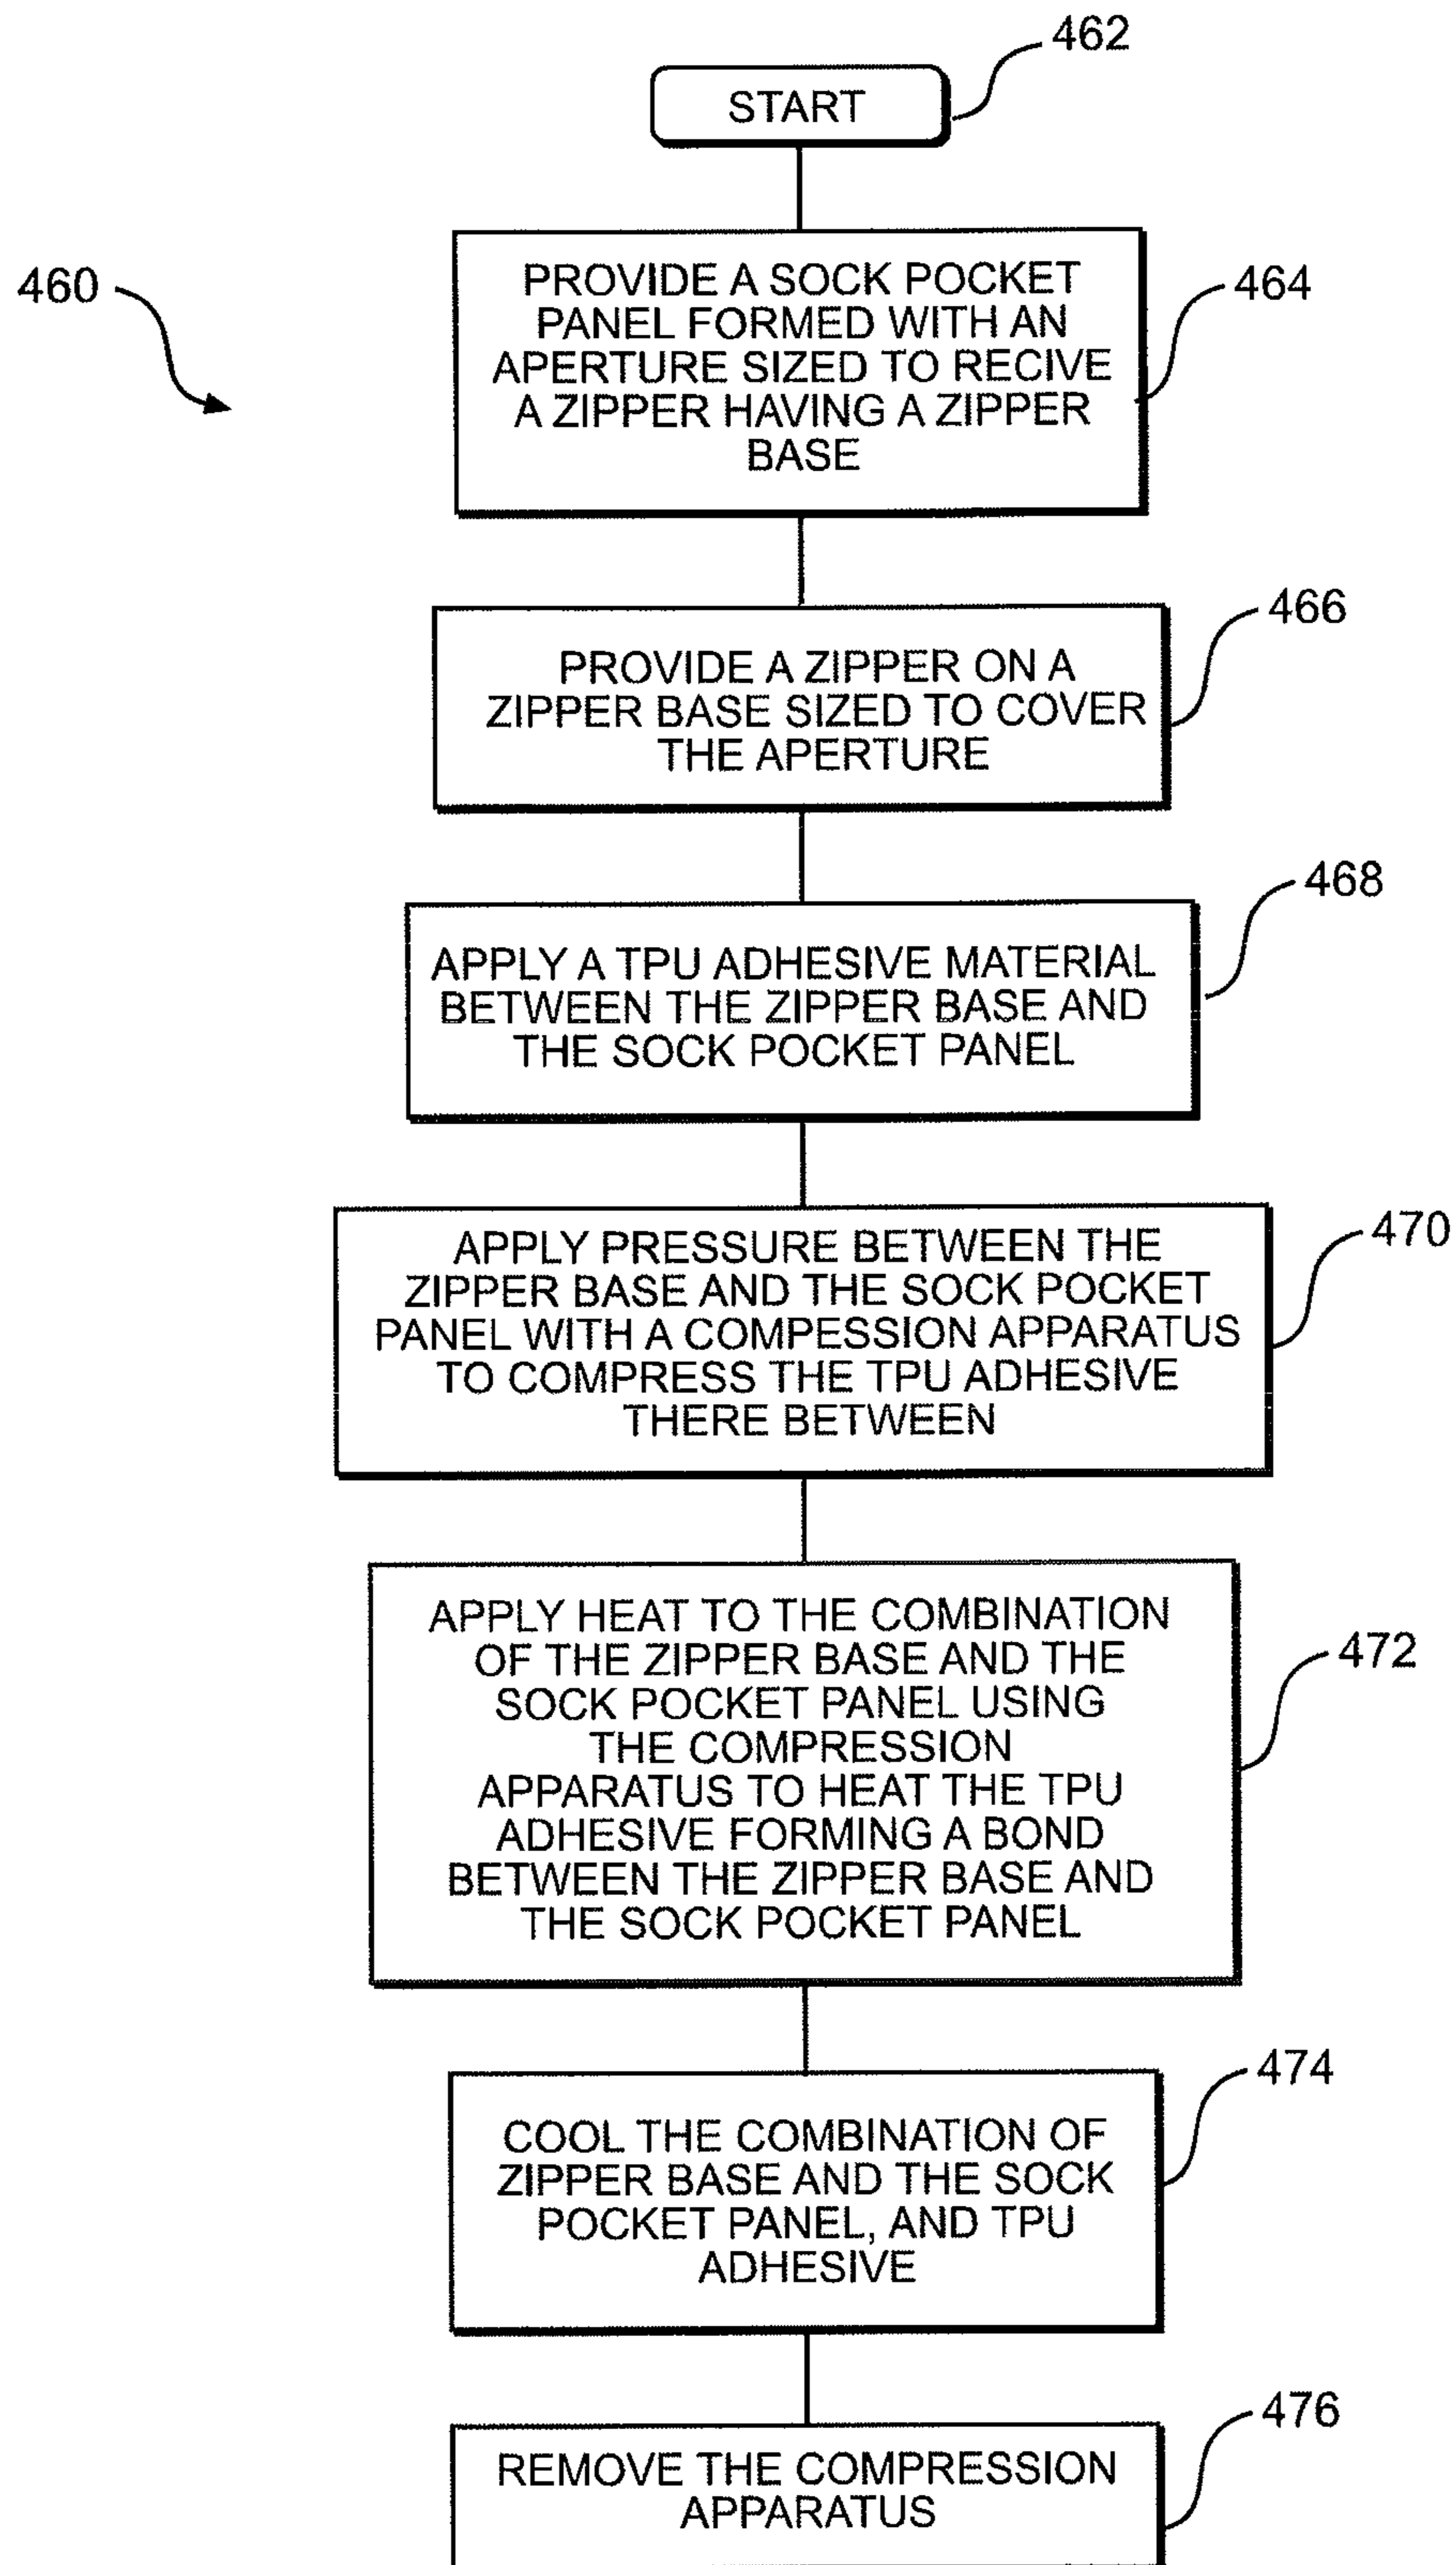 462
START
460
PROVIDE A SOCK POCKET
PANEL FORMED WITH AN
APERTURE SIZED TO RECIVE
A ZIPPER HAVING A ZIPPER
BASE
464
PROVIDE A ZIPPER ON A
ZIPPER BASE SIZED TO COVER
THE APERTURE
466
APPLY A TPU ADHESIVE MATERIAL
BETWEEN THE ZIPPER BASE AND
THE SOCK POCKET PANEL
468
APPLY PRESSURE BETWEEN THE
ZIPPER BASE AND THE SOCK POCKET
PANEL WITH A COMPESSION APPARATUS
TO COMPRESS THE TPU ADHESIVE
THERE BETWEEN
470
APPLY HEAT TO THE COMBINATION
OF THE ZIPPER BASE AND THE
SOCK POCKET PANEL USING
THE COMPRESSION
APPARATUS TO HEAT THE TPU
ADHESIVE FORMING A BOND
BETWEEN THE ZIPPER BASE AND
THE SOCK POCKET PANEL
472
COOL THE COMBINATION OF
ZIPPER BASE AND THE SOCK
POCKET PANEL, AND TPU
ADHESIVE
474
REMOVE THE COMPRESSION
APPARATUS
476